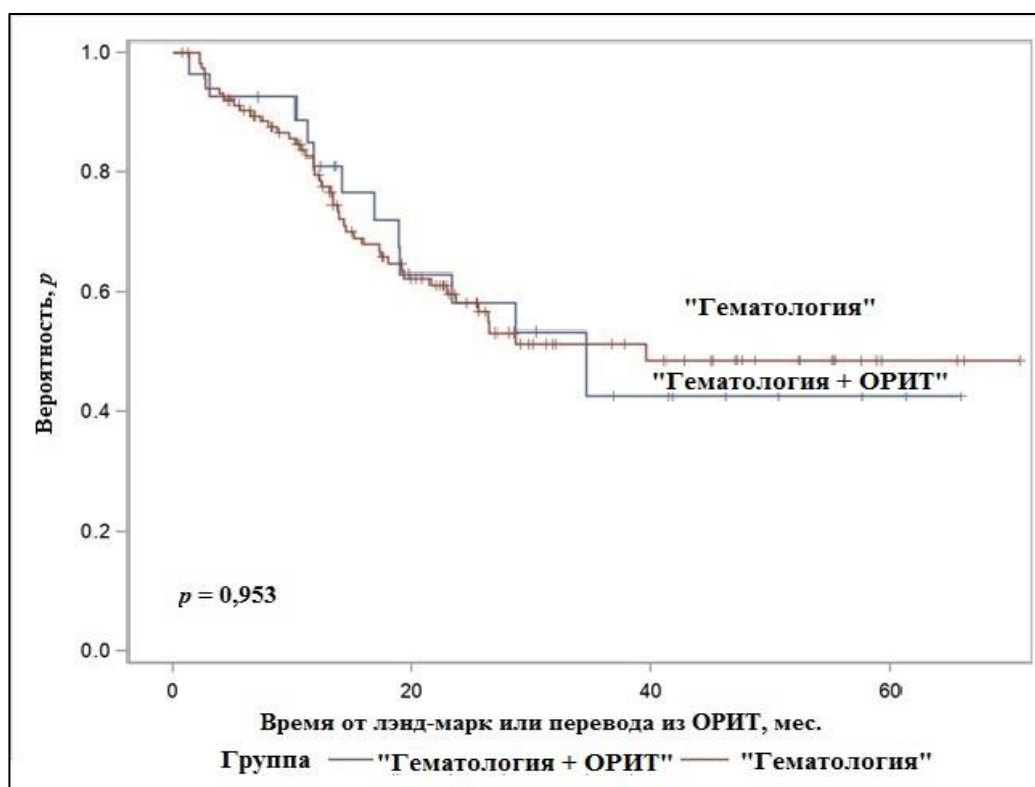 1.0
0.8
0.6
0.4
0.2
0.0
Вероятность, p
"Гематология"
"Гематология + ОРИТ"
p = 0,953
0 20 40 60
Время от лэнд-марк или перевода из ОРИТ, мес.
Группа "Гематология + ОРИТ" "Гематология"